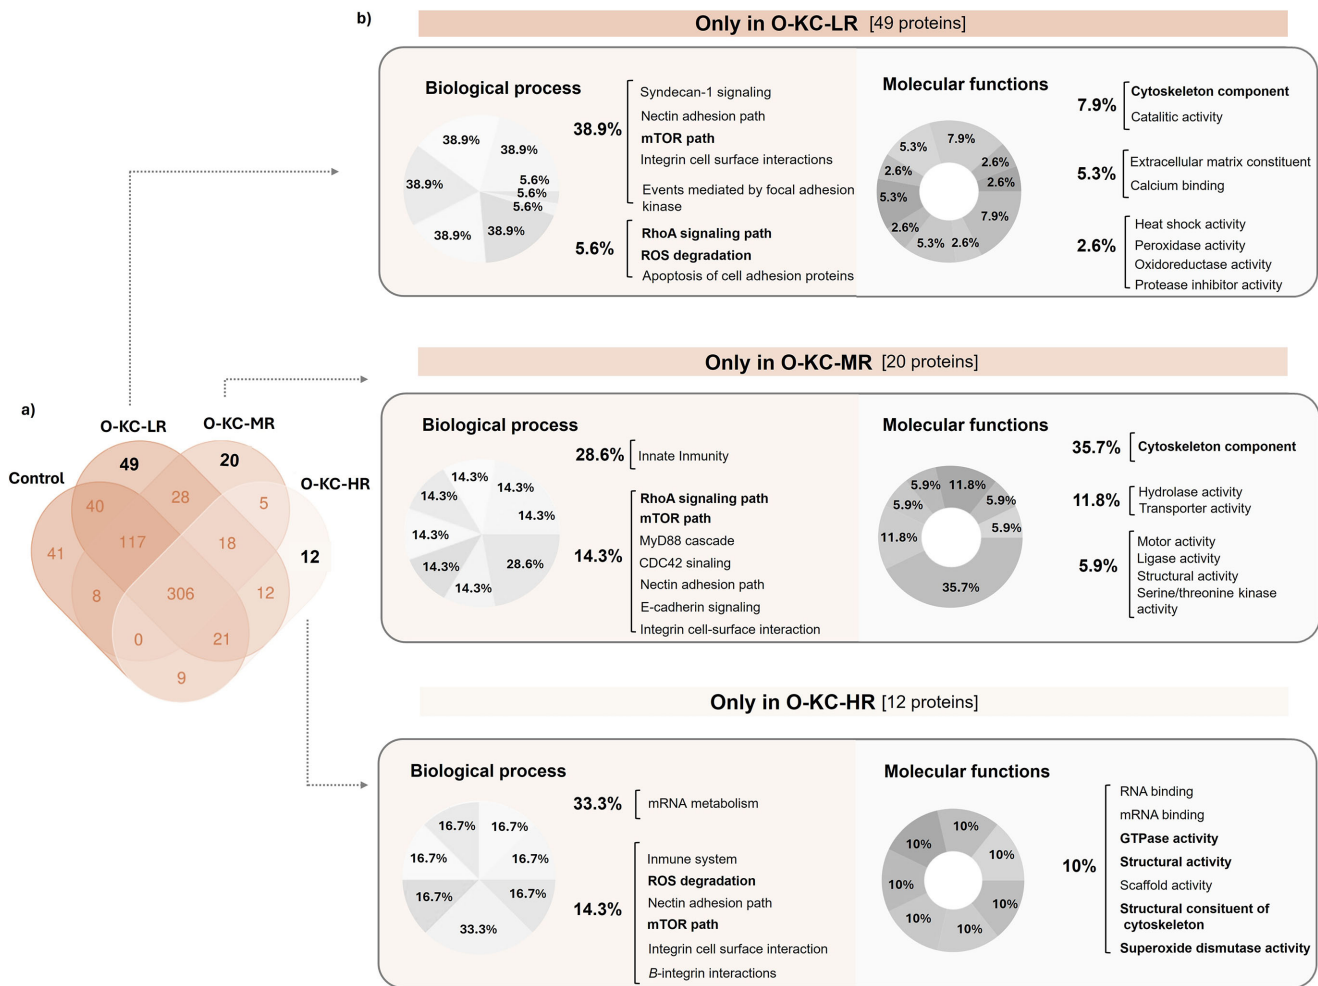 b)
Only in O-KC-LR [49 proteins]
Biological process
38.9%
38.9%
38.9%
38.9%
38.9%
5.6%
5.6%
5.6%
38.9%
Syndecan-1 signaling
Nectin adhesion path
mTOR path
Integrin cell surface interactions
Events mediated by focal adhesion
kinase
5.6%
RhoA signaling path
ROS degradation
Apoptosis of cell adhesion proteins
Molecular functions
5.3%
7.9%
2.6%
2.6%
2.6%
5.3%
7.9%
2.6%
5.3%
2.6%
7.9%
Cytoskeleton component
Catalitic activity
5.3%
Extracellular matrix constituent
Calcium binding
2.6%
Heat shock activity
Peroxidase activity
Oxidoreductase activity
Protease inhibitor activity
Only in O-KC-MR [20 proteins]
Biological process
14.3%
14.3%
14.3%
14.3%
14.3%
14.3%
28.6%
14.3%
28.6%
Innate Inmunity
14.3%
RhoA signaling path
mTOR path
MyD88 cascade
CDC42 sinaling
Nectin adhesion path
E-cadherin signaling
Integrin cell-surface interaction
Molecular functions
5.9%
11.8%
5.9%
5.9%
5.9%
11.8%
35.7%
35.7%
Cytoskeleton component
11.8%
Hydrolase activity
Transporter activity
5.9%
Motor activity
Ligase activity
Structural activity
Serine/threonine kinase
activity
a)
O-KC-LR
O-KC-MR
Control
O-KC-HR
49
20
40
28
5
41
117
18
12
8
306
12
0
21
9
Only in O-KC-HR [12 proteins]
Biological process
16.7%
16.7%
16.7%
16.7%
16.7%
16.7%
33.3%
33.3%
mRNA metabolism
14.3%
Inmune system
ROS degradation
Nectin adhesion path
mTOR path
Integrin cell surface interaction
B-integrin interactions
Molecular functions
10%
10%
10%
10%
10%
10%
10%
10%
10%
RNA binding
mRNA binding
GTPase activity
Structural activity
Scaffold activity
Structural consituent of
cytoskeleton
Superoxide dismutase activity